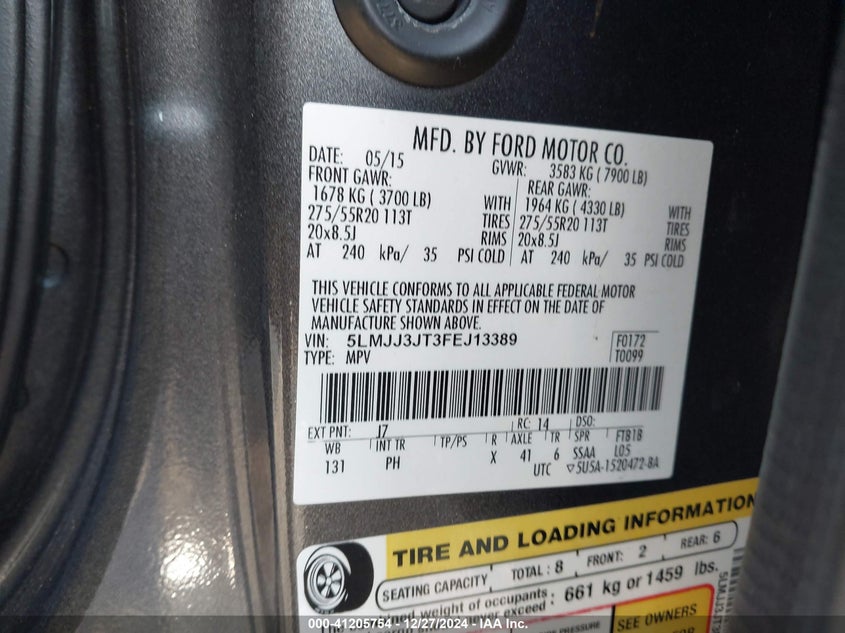 MFD. BY FORD MOTOR CO.
DATE: 05/15 GVWR: 3583 KG ( 7900 LB)
FRONT GAWR: REAR GAWR:
1678 KG ( 3700 LB) WITH 1964 KG ( 4330 LB) WITH
275/55R20 113T TIRES 275/55R20 113T TIRES
20x8.5J RIMS 20x8.5J RIMS
AT 240 kPa/ 35 PSI COLD AT 240 kPa/ 35 PSI COLD
THIS VEHICLE CONFORMS TO ALL APPLICABLE FEDERAL MOTOR
VEHICLE SAFETY STANDARDS IN EFFECT ON THE DATE OF
MANUFACTURE SHOWN ABOVE.
VIN: 5LMJJ3JT3FEJ13389 F0172
TYPE: MPV T0099
EXT PNT: J7 RC: 14 DSO:
WB INT TR TP/PS R AXLE TR SPR FT818
131 PH X 41 6 SSAA L05
UTC ▽5U5A-1520472-BA
TIRE AND LOADING INFORMATION
SEATING CAPACITY TOTAL : 8 FRONT: 2 REAR: 6
weight of occupants
exceed : 661 kg or 1459 lbs.
PRESSURE SEE OWNERS
000-41205754 - 12/27/2024 - IAA Inc.